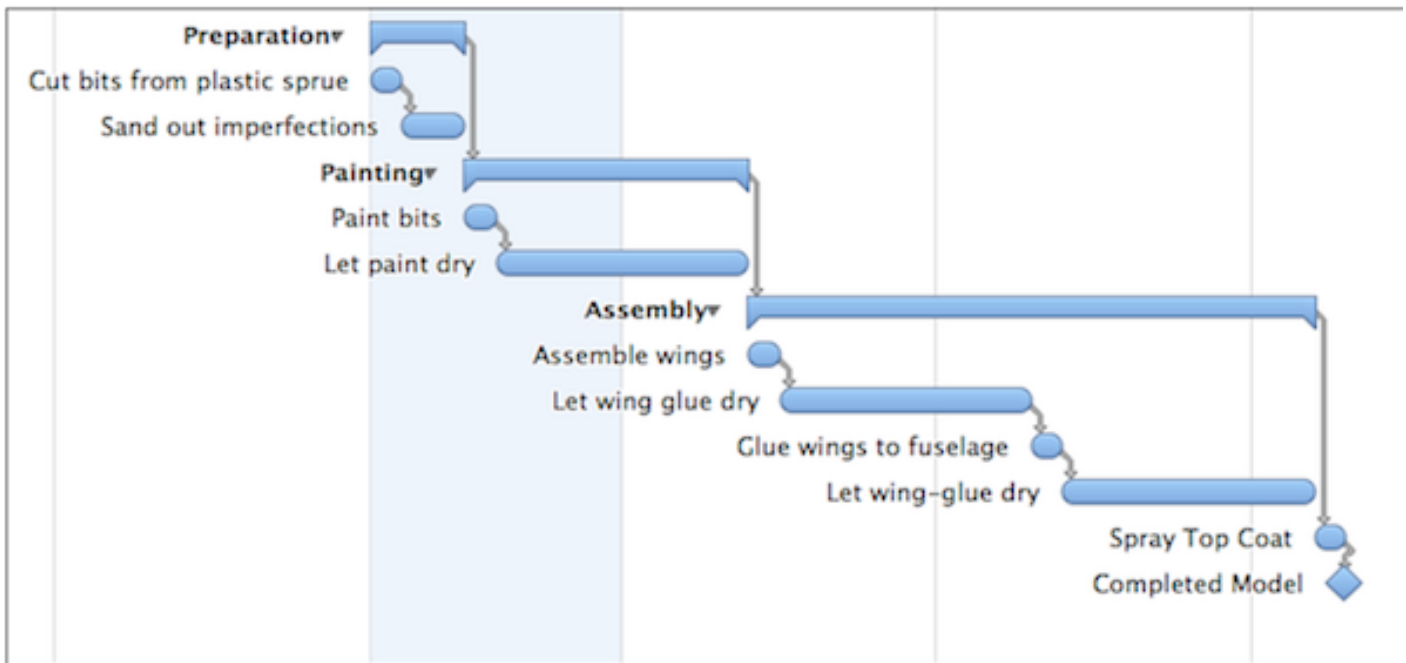 Preparation
Cut bits from plastic sprue
Sand out imperfections
Painting
Paint bits
Let paint dry
Assembly
Assemble wings
Let wing glue dry
Glue wings to fuselage
Let wing-glue dry
Spray Top Coat
Completed Model